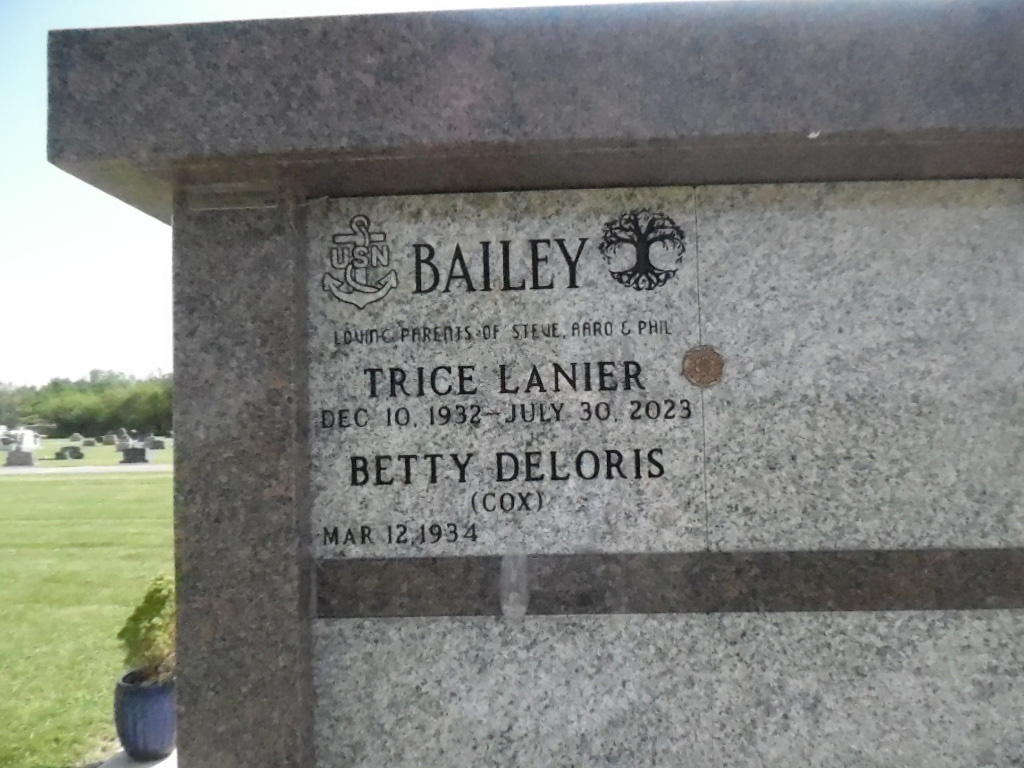 USN
BAILEY
LOVING PARENTS OF STEVE, AARO & PHIL
TRICE LANIER
DEC 10, 1932-JULY 30, 2023
BETTY DELORIS
(COX)
MAR 12,1934